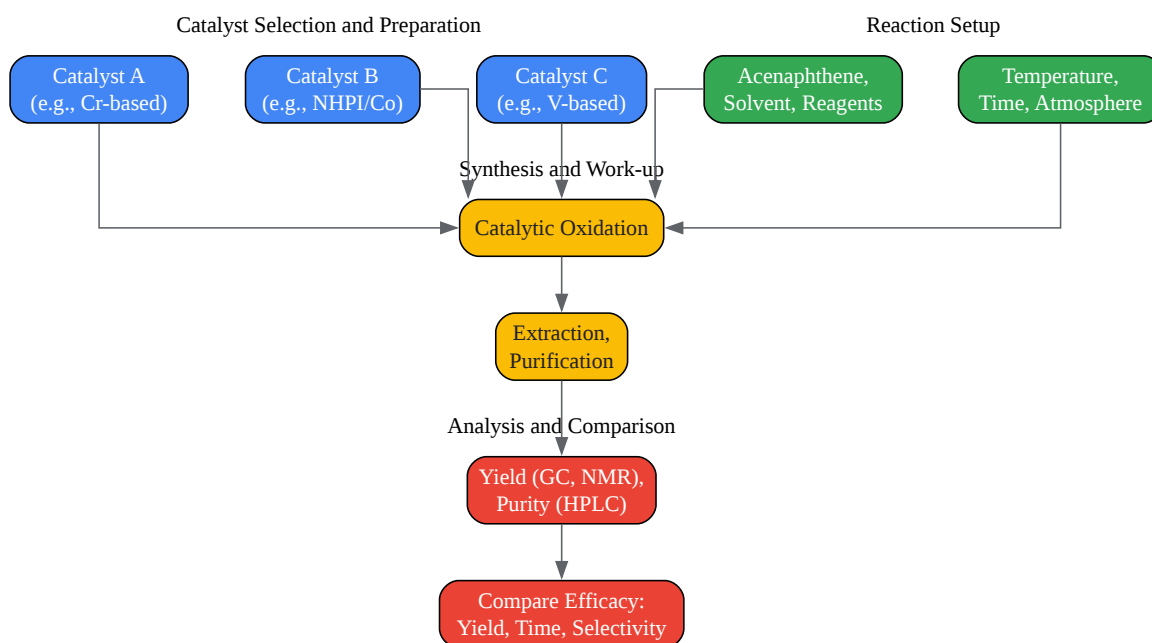 Catalyst Selection and Preparation
Reaction Setup
Catalyst A
(e.g., Cr-based)
Catalyst B
(e.g., NHPI/Co)
Catalyst C
(e.g., V-based)
Acenaphthene,
Solvent, Reagents
Temperature,
Time, Atmosphere
Synthesis and Work-up
Catalytic Oxidation
Extraction,
Purification
Analysis and Comparison
Yield (GC, NMR),
Purity (HPLC)
Compare Efficacy:
Yield, Time, Selectivity